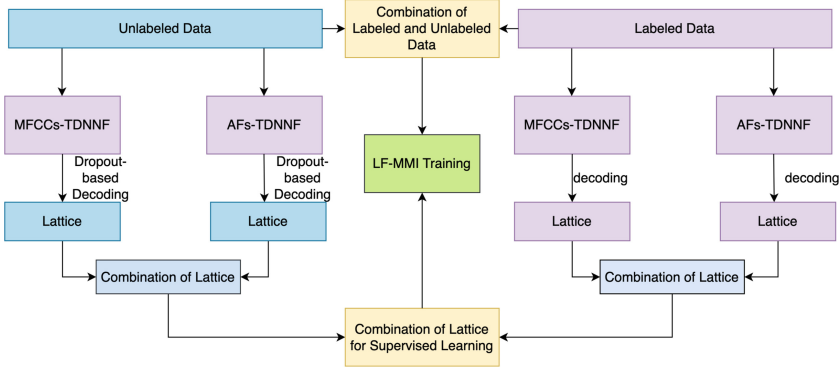 Unlabeled Data
Combination of
Labeled and Unlabeled
Data
Labeled Data
MFCCs-TDNNF
AFs-TDNNF
MFCCs-TDNNF
AFs-TDNNF
LF-MMI Training
Dropout-
based
Decoding
Dropout-
based
Decoding
decoding
decoding
Lattice
Lattice
Lattice
Lattice
Combination of Lattice
Combination of Lattice
Combination of Lattice
for Supervised Learning